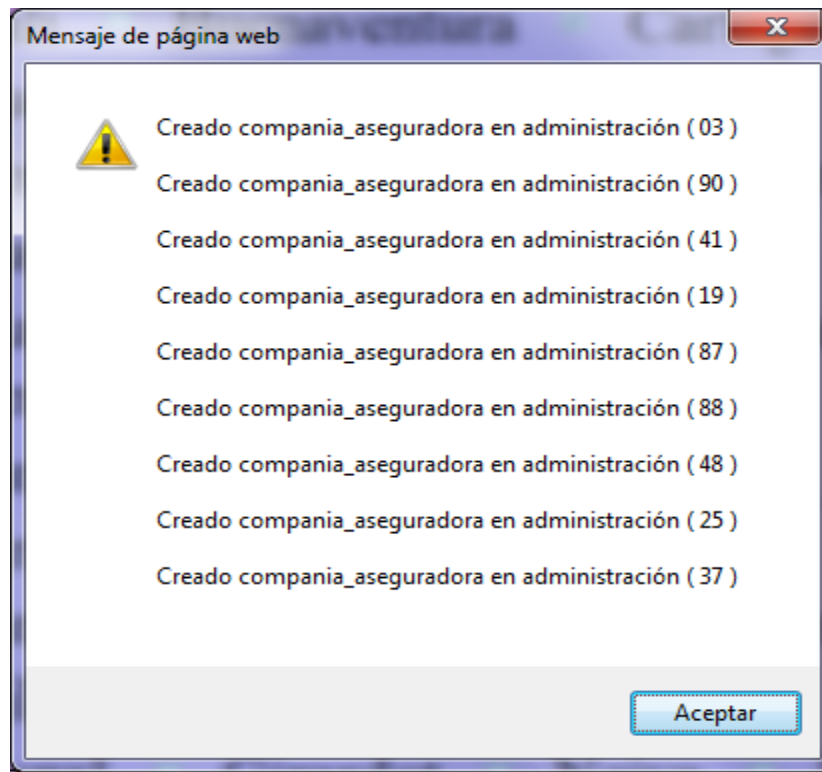 Mensaje de página web
Creado compania_aseguradora en administración ( 03 )
Creado compania_aseguradora en administración ( 90 )
Creado compania_aseguradora en administración ( 41 )
Creado compania_aseguradora en administración ( 19 )
Creado compania_aseguradora en administración ( 87 )
Creado compania_aseguradora en administración ( 88 )
Creado compania_aseguradora en administración ( 48 )
Creado compania_aseguradora en administración ( 25 )
Creado compania_aseguradora en administración ( 37 )
Aceptar